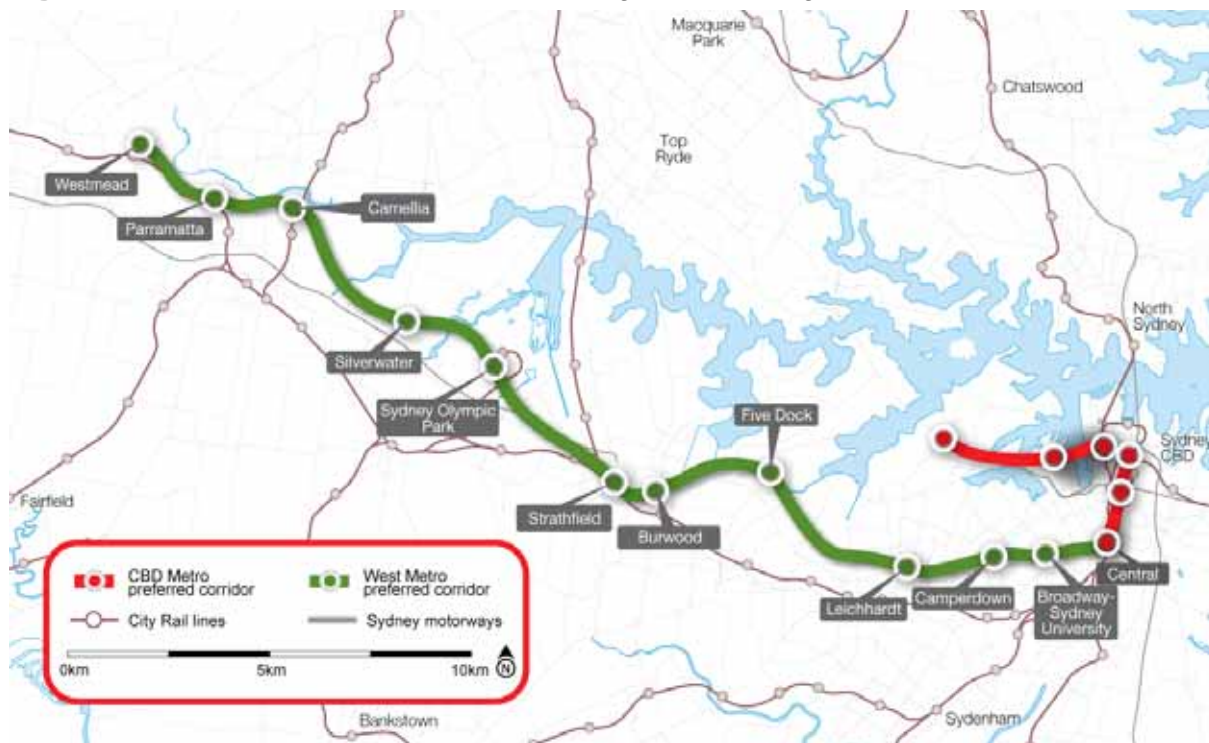 Macquarie
Park
Chatswood
Top
Ryde
Westmead
Parramatta
Camellia
North
Sydney
Silverwater
Sydney Olympic
Park
Five Dock
Sydney
CBD
Fairfield
Strathfield
Burwood
Central
Leichhardt
Camperdown
Broadway-
Sydney
University
CBD Metro
preferred corridor
West Metro
preferred corridor
City Rail lines
Sydney motorways
0km
5km
10km
N
Bankstown
Sydenham